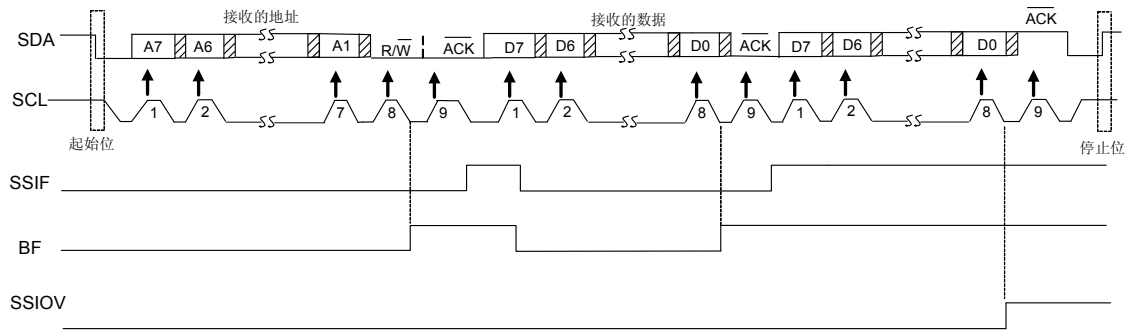 接收的地址 接收的数据 ACK
SDA A7 A6 A1 R/W ACK D7 D6 D0 ACK D7 D6 D0
SCL 1 2 7 8 9 1 2 8 9 1 2 8 9
起始位 停止位
SSIF
BF
SSIOV